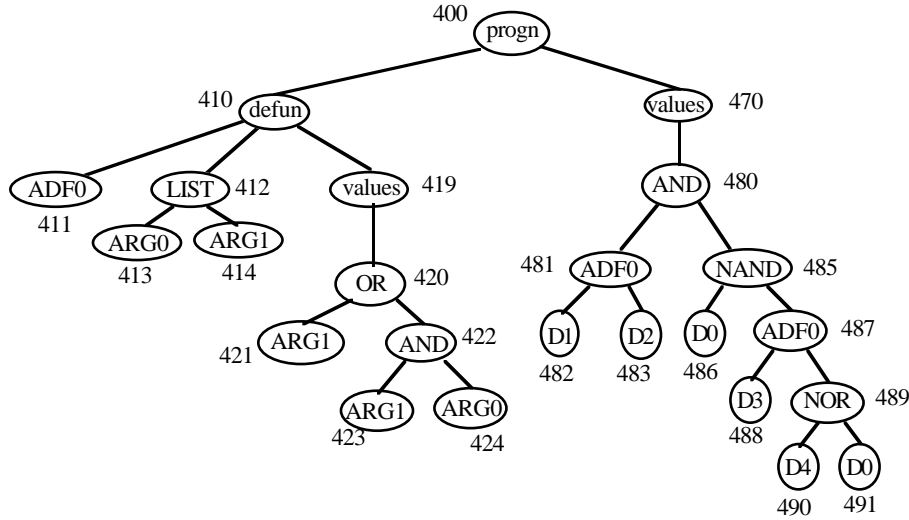 400 progn
410 defun values 470
ADF0 LIST 412 values 419 AND 480
411 ARG0 ARG1
413 414 481 ADF0 NAND 485
OR 420
D1 D2 D0 ADF0 487
421 ARG1 AND 422
482 483 486
D3 NOR 489
ARG1 ARG0
423 424 488
D4 D0
490 491